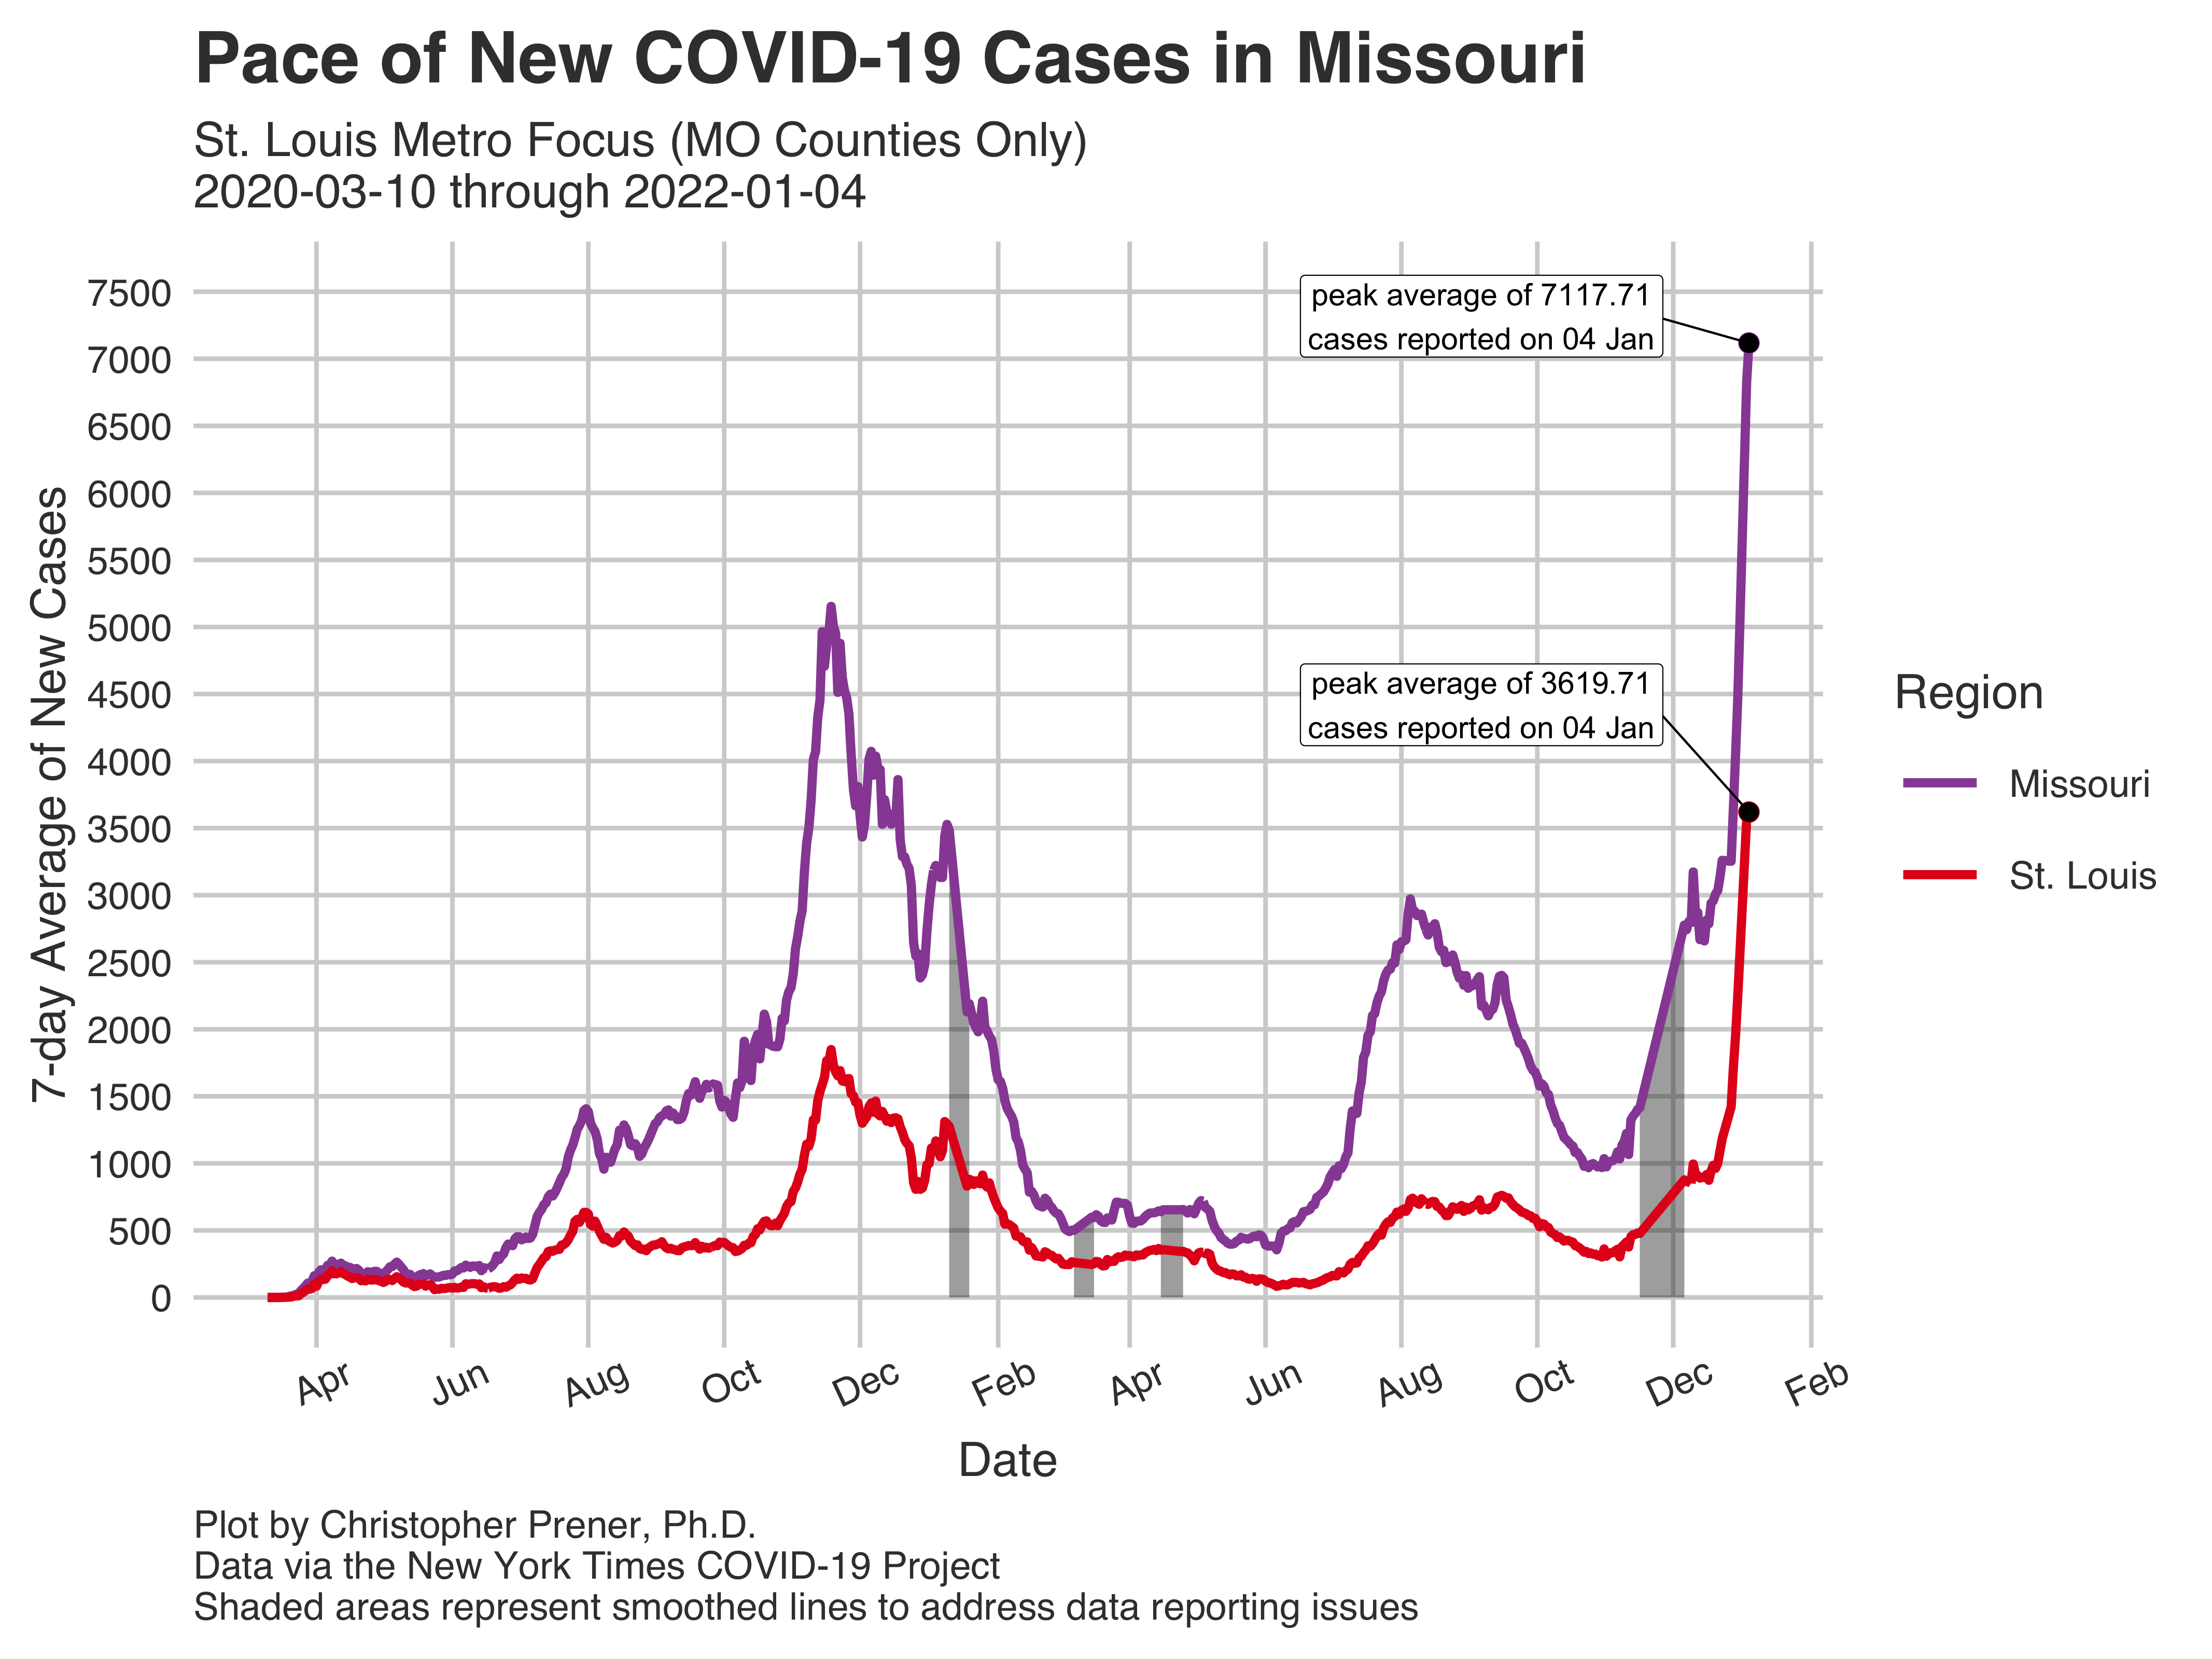 Pace of New COVID-19 Cases in Missouri
St. Louis Metro Focus (MO Counties Only)
2020-03-10 through 2022-01-04
7-day Average of New Cases
7500
7000
6500
6000
5500
5000
4500
4000
3500
3000
2500
2000
1500
1000
500
0
peak average of 7117.71
cases reported on 04 Jan
peak average of 3619.71
cases reported on 04 Jan
Region
Missouri
St. Louis
Apr
Jun
Aug
Oct
Dec
Feb
Apr
Jun
Aug
Oct
Dec
Feb
Date
Plot by Christopher Prener, Ph.D.
Data via the New York Times COVID-19 Project
Shaded areas represent smoothed lines to address data reporting issues